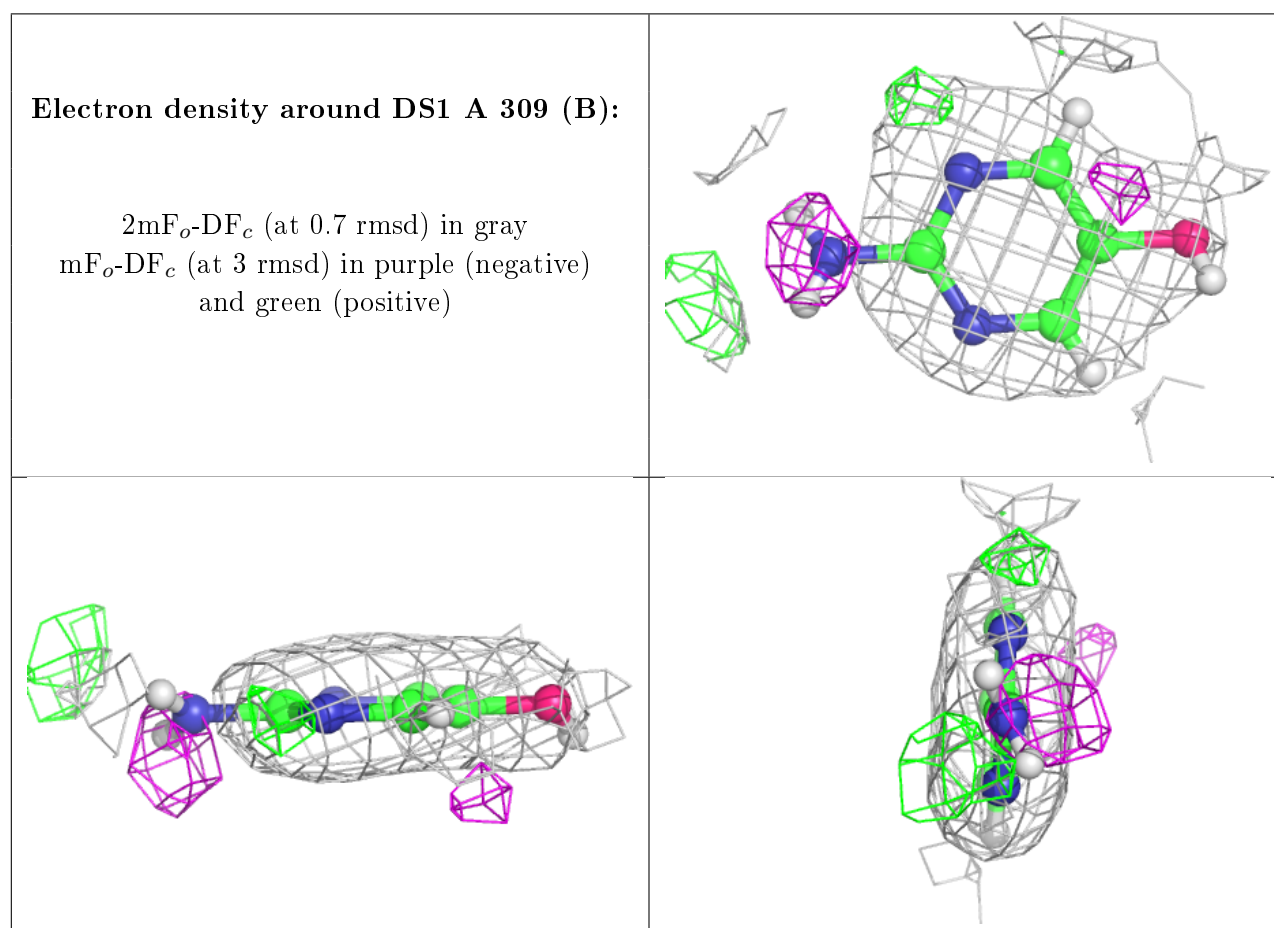 Electron density around DS1 A 309 (B):
2mFo-DFc (at 0.7 rmsd) in gray
mFo-DFc (at 3 rmsd) in purple (negative)
and green (positive)